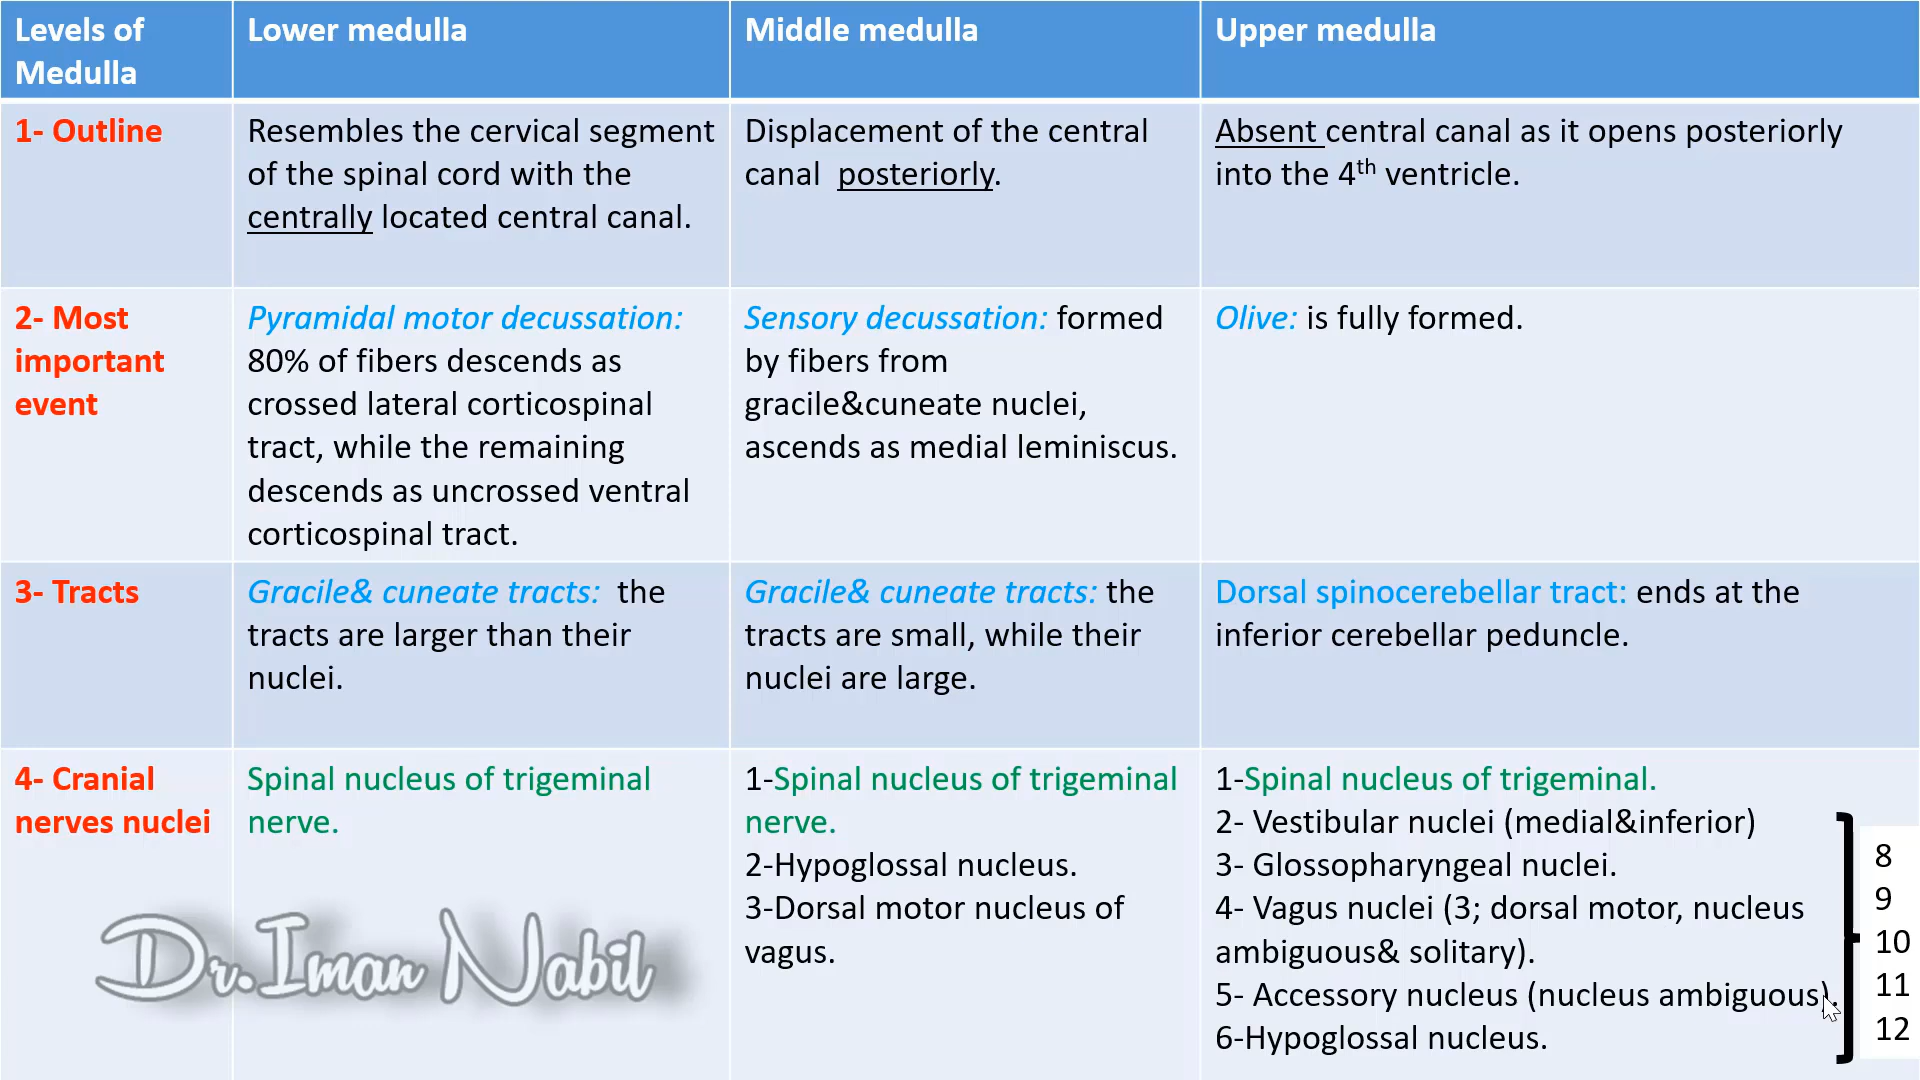 Levels of
Medulla
Lower medulla
Middle medulla
Upper medulla
1- Outline
Resembles the cervical segment
of the spinal cord with the
centrally located central canal.
Displacement of the central
canal posteriorly.
Absent central canal as it opens posteriorly
into the 4th ventricle.
2- Most
important
event
Pyramidal motor decussation:
80% of fibers descends as
crossed lateral corticospinal
tract, while the remaining
descends as uncrossed ventral
corticospinal tract.
Sensory decussation: formed
by fibers from
gracile&cuneate nuclei,
ascends as medial leminiscus.
Olive: is fully formed.
3- Tracts
Gracile& cuneate tracts: the
tracts are larger than their
nuclei.
Gracile& cuneate tracts: the
tracts are small, while their
nuclei are large.
Dorsal spinocerebellar tract: ends at the
inferior cerebellar peduncle.
4- Cranial
nerves nuclei
Spinal nucleus of trigeminal
nerve.
1-Spinal nucleus of trigeminal
nerve.
2-Hypoglossal nucleus.
3-Dorsal motor nucleus of
vagus.
1-Spinal nucleus of trigeminal.
2- Vestibular nuclei (medial&inferior)
3- Glossopharyngeal nuclei.
4- Vagus nuclei (3; dorsal motor, nucleus
ambiguous& solitary).
5- Accessory nucleus (nucleus ambiguous).
6-Hypoglossal nucleus.
8
9
10
11
12
Dr.Iman Nabil